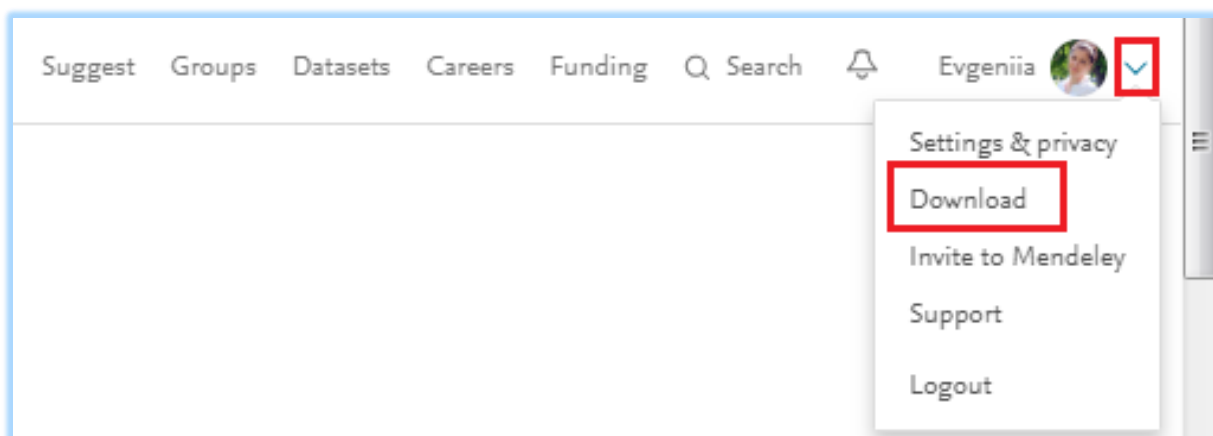 Suggest Groups Datasets Careers Funding Search Evgeniia
Settings & privacy
Download
Invite to Mendeley
Support
Logout